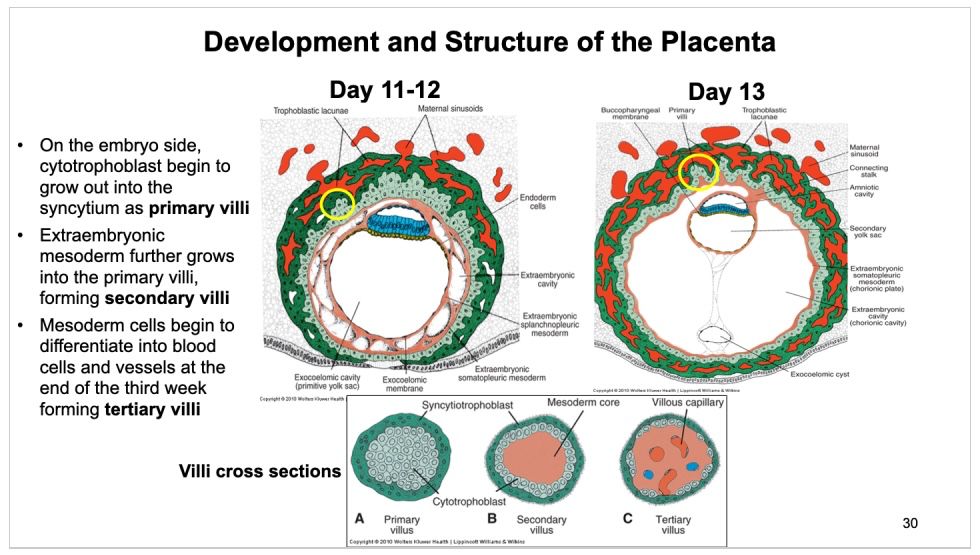 Development and Structure of the Placenta
Day 11-12
Day 13
• On the embryo side,
cytotrophoblast begin to
grow out into the
syncytium as primary villi
• Extraembryonic
mesoderm further grows
into the primary villi,
forming secondary villi
• Mesoderm cells begin to
differentiate into blood
cells and vessels at the
end of the third week
forming tertiary villi
Trophoblastic lacunae
Maternal sinusoids
Endoderm
cells
Extraembryonic
cavity
Extraembryonic
splanchnopleuric
mesoderm
Extraembryonic
somatopleuric mesoderm
Exocoelomic cavity
(primitive yolk sac)
Exocoelomic
membrane
Copyright © 2010 Wolters Kluwer Health
Buccopharyngeal
membrane
Primary
villi
Trophoblastic
lacunae
Maternal
sinusoid
Connecting
stalk
Amniotic
cavity
Secondary
yolk sac
Extraembryonic
somatopleuric
mesoderm
(chorionic plate)
Extraembryonic
cavity
(chorionic cavity)
Exocoelomic cyst
Copyright © 2010 Wolters Kluwer Health | Lippincott Williams & Wilkins
Villi cross sections
Syncytiotrophoblast
Mesoderm core
Villous capillary
Cytotrophoblast
A Primary
villus
B Secondary
villus
C Tertiary
villus
Copyright © 2010 Wolters Kluwer Health | Lippincott Williams & Wilkins
30